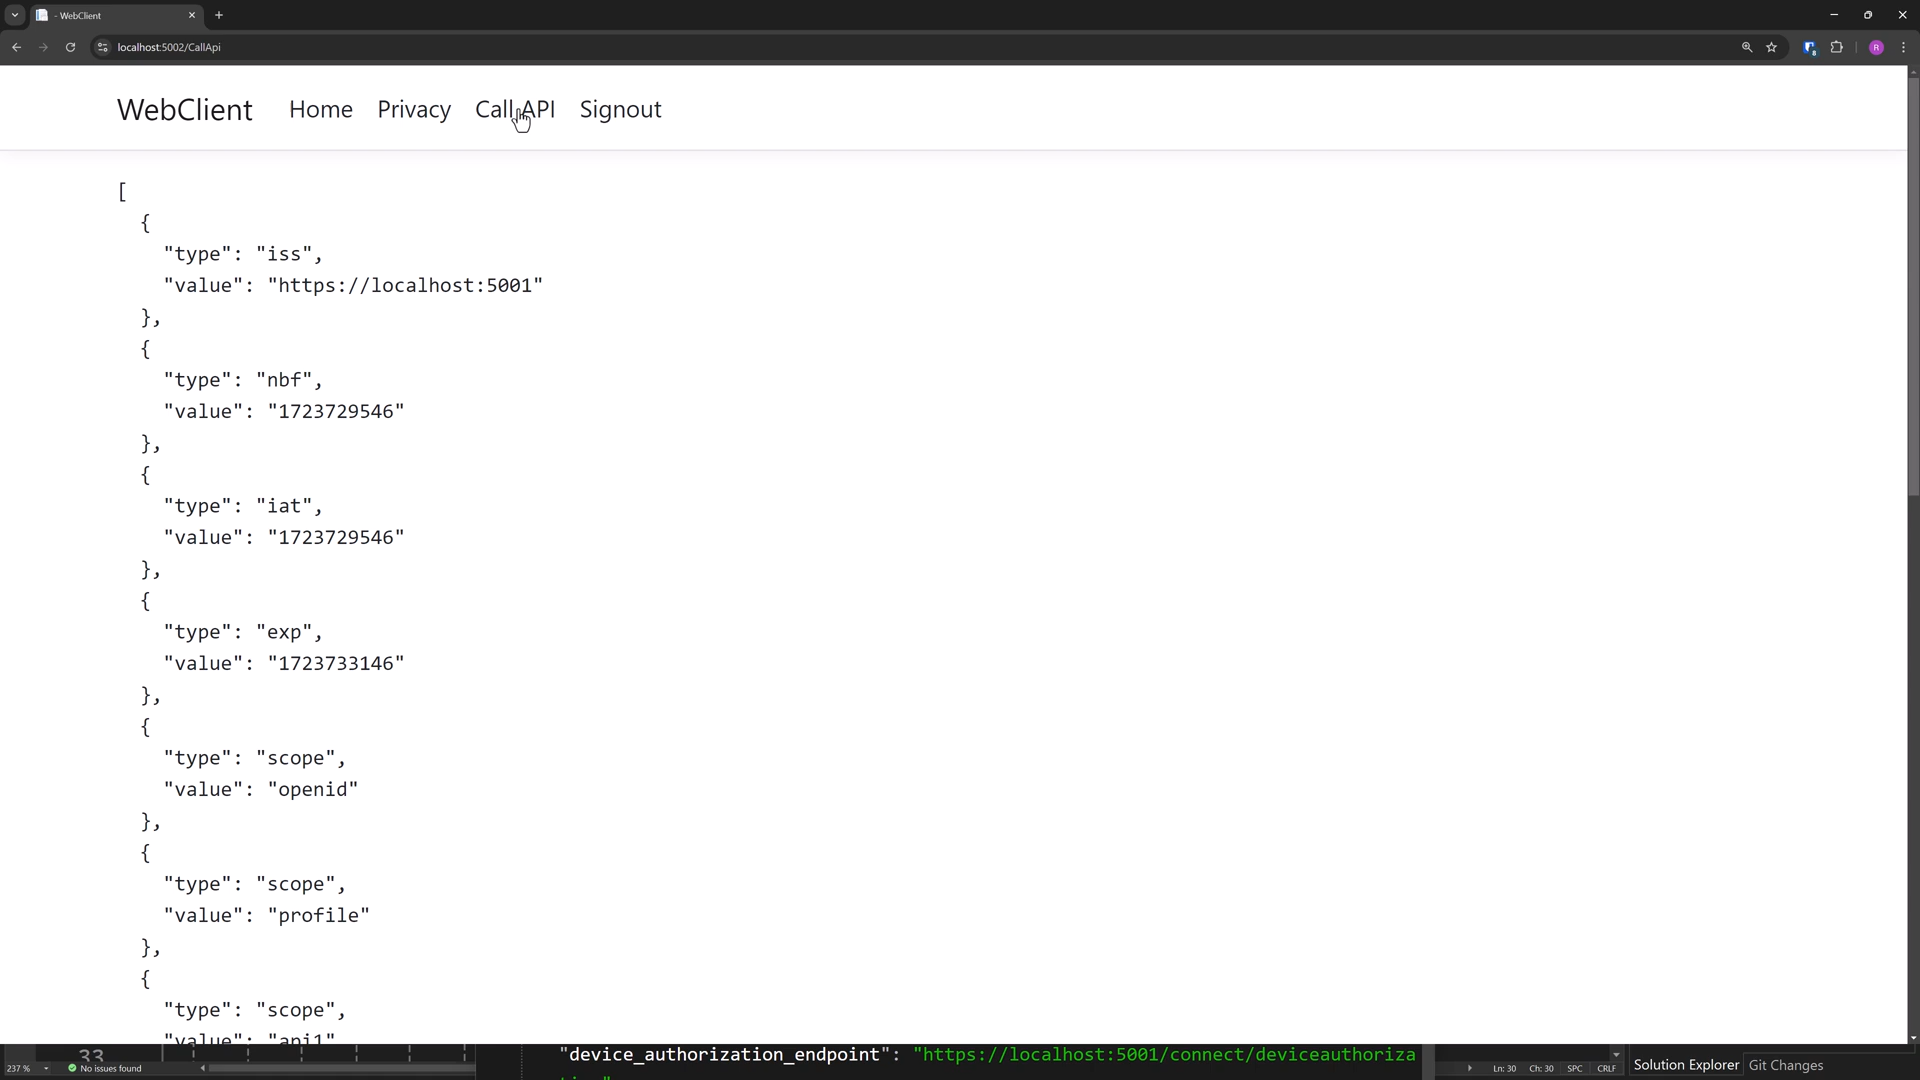 - WebClient
localhost:5002/CallApi
R
WebClient Home Privacy Call API Signout
[
{
"type": "iss",
"value": "https://localhost:5001"
},
{
"type": "nbf",
"value": "1723729546"
},
{
"type": "iat",
"value": "1723729546"
},
{
"type": "exp",
"value": "1723733146"
},
{
"type": "scope",
"value": "openid"
},
{
"type": "scope",
"value": "profile"
},
{
"type": "scope",
"value": "api1"
33
"device_authorization_endpoint": "https://localhost:5001/connect/deviceauthoriza
237 % No issues found Ln: 30 Ch: 30 SPC CRLF Solution Explorer Git Changes